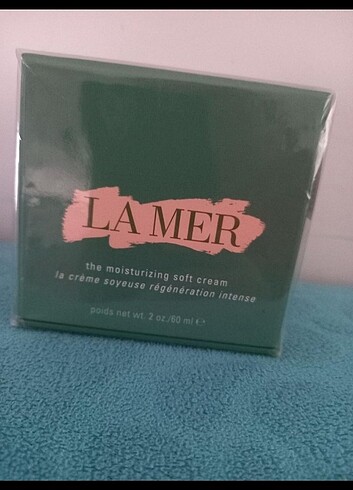 LA MER
the moisturizing soft cream
la crème soyeuse régénération intense
poids net wt. 2 oz./60 ml ℮